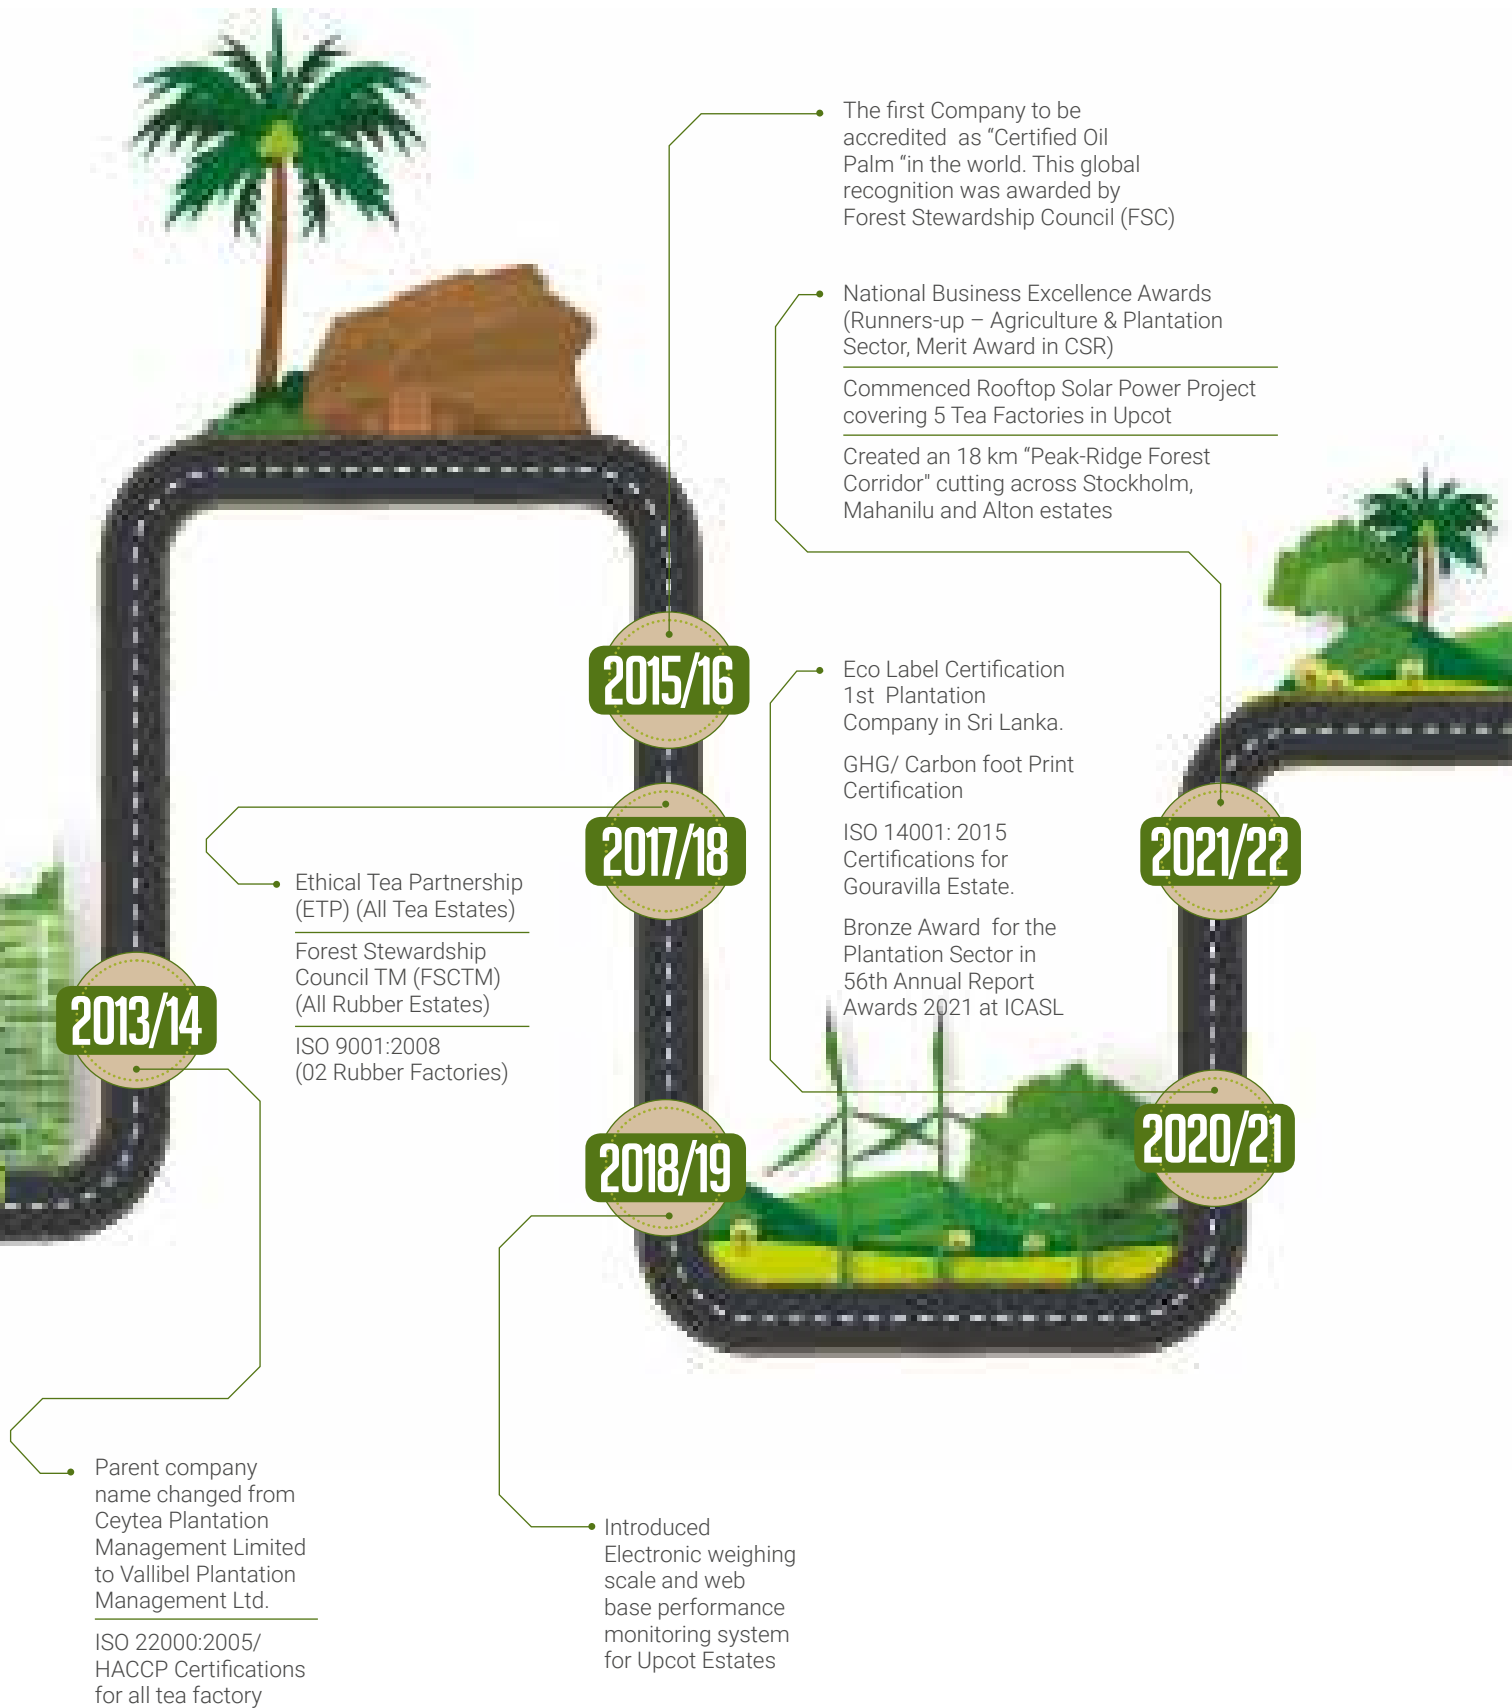 The first Company to be
accredited as “Certified Oil
Palm “in the world. This global
recognition was awarded by
Forest Stewardship Council (FSC)
National Business Excellence Awards
(Runners-up – Agriculture & Plantation
Sector, Merit Award in CSR)
Commenced Rooftop Solar Power Project
covering 5 Tea Factories in Upcot
Created an 18 km “Peak-Ridge Forest
Corridor" cutting across Stockholm,
Mahanilu and Alton estates
2015/16
Eco Label Certification
1st Plantation
Company in Sri Lanka.
GHG/ Carbon foot Print
Certification
ISO 14001: 2015
Certifications for
Gouravilla Estate.
Bronze Award for the
Plantation Sector in
56th Annual Report
Awards 2021 at ICASL
2017/18
2021/22
Ethical Tea Partnership
(ETP) (All Tea Estates)
Forest Stewardship
Council TM (FSCTM)
(All Rubber Estates)
ISO 9001:2008
(02 Rubber Factories)
2013/14
2018/19
2020/21
Parent company
name changed from
Ceytea Plantation
Management Limited
to Vallibel Plantation
Management Ltd.
ISO 22000:2005/
HACCP Certifications
for all tea factory
Introduced
Electronic weighing
scale and web
base performance
monitoring system
for Upcot Estates